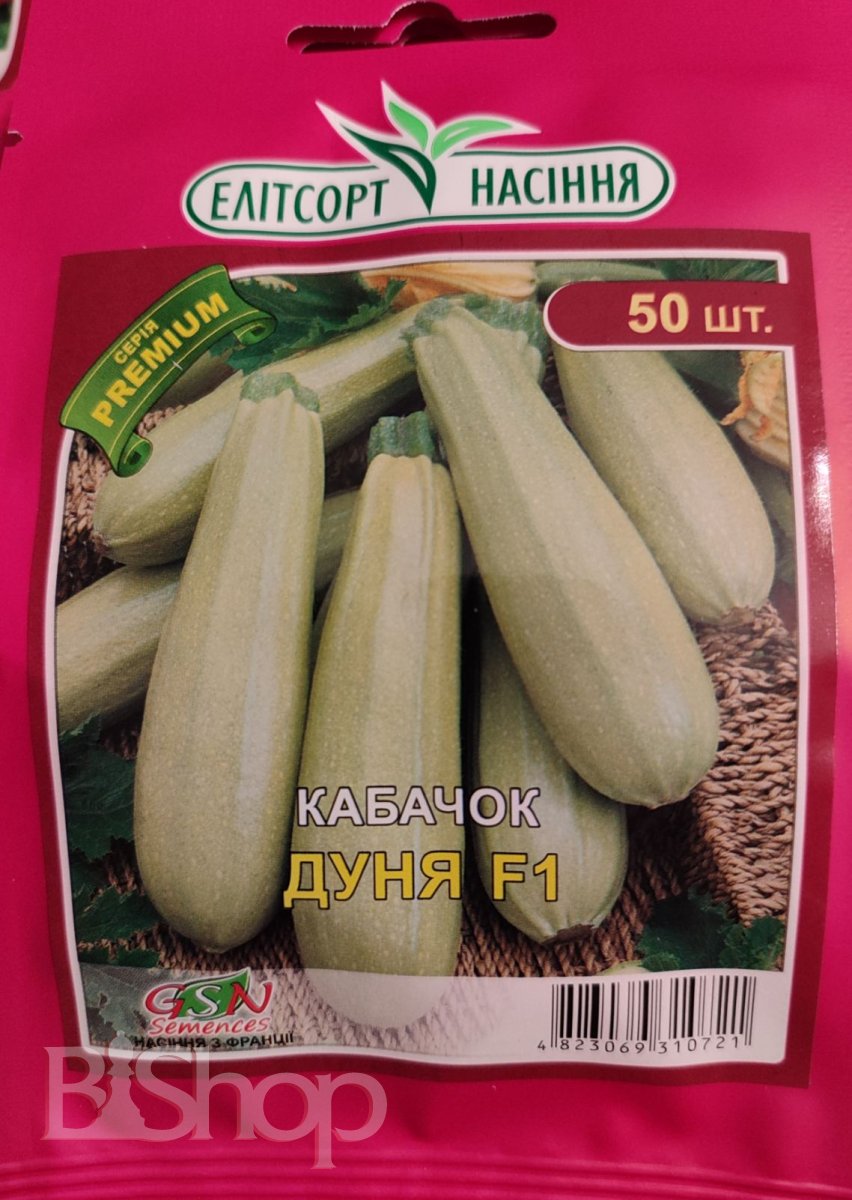 ЕЛІТСОРТ НАСІННЯ
СЕРІЯ
PREMIUM
50 шт.
КАБАЧОК
ДУНЯ F1
GSN
Semences
НАСІННЯ З ФРАНЦІЇ
4 823069 310721
BiShop